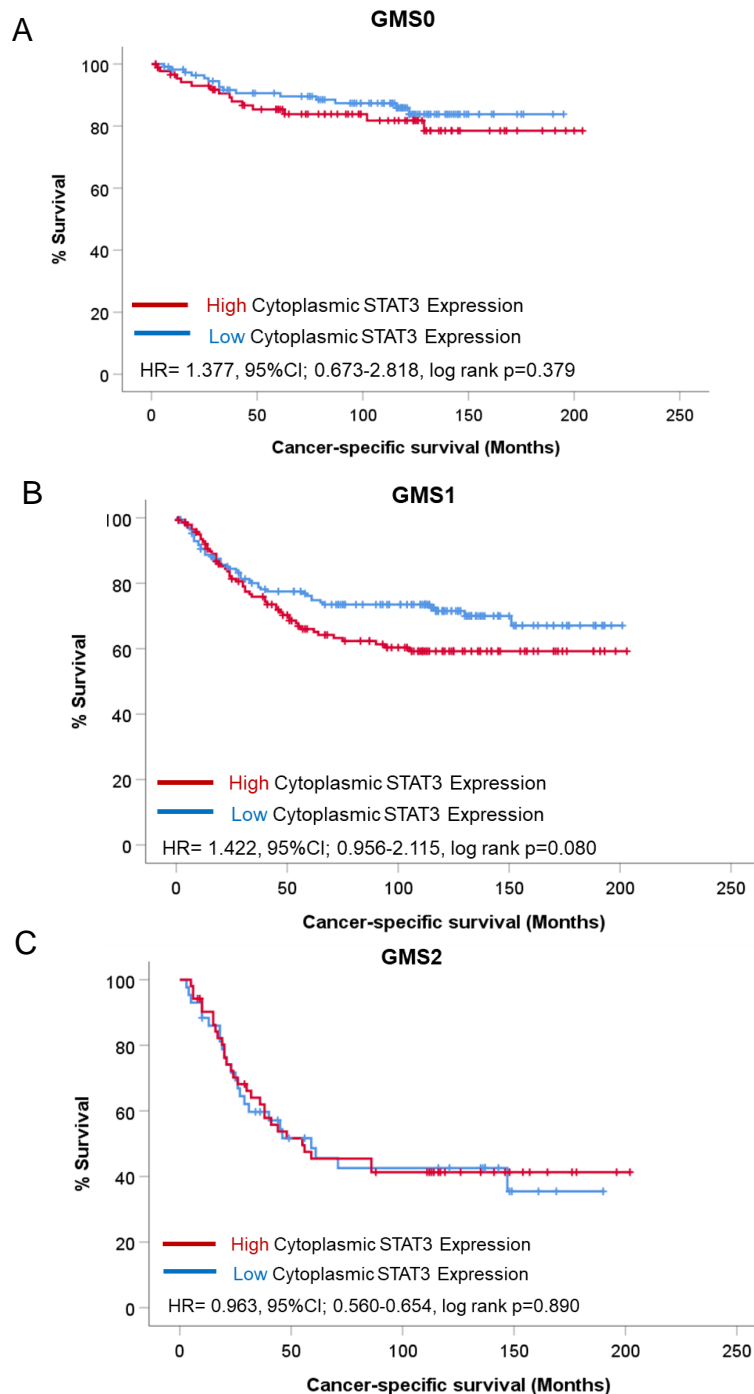 A
GMS0
100
80
60
40
20
0
% Survival
High Cytoplasmic STAT3 Expression
Low Cytoplasmic STAT3 Expression
HR= 1.377, 95%CI; 0.673-2.818, log rank p=0.379
0 50 100 150 200 250
Cancer-specific survival (Months)
B
GMS1
100
80
60
40
20
0
% Survival
High Cytoplasmic STAT3 Expression
Low Cytoplasmic STAT3 Expression
HR= 1.422, 95%CI; 0.956-2.115, log rank p=0.080
0 50 100 150 200 250
Cancer-specific survival (Months)
C
GMS2
100
80
60
40
20
0
% Survival
High Cytoplasmic STAT3 Expression
Low Cytoplasmic STAT3 Expression
HR= 0.963, 95%CI; 0.560-0.654, log rank p=0.890
0 50 100 150 200 250
Cancer-specific survival (Months)